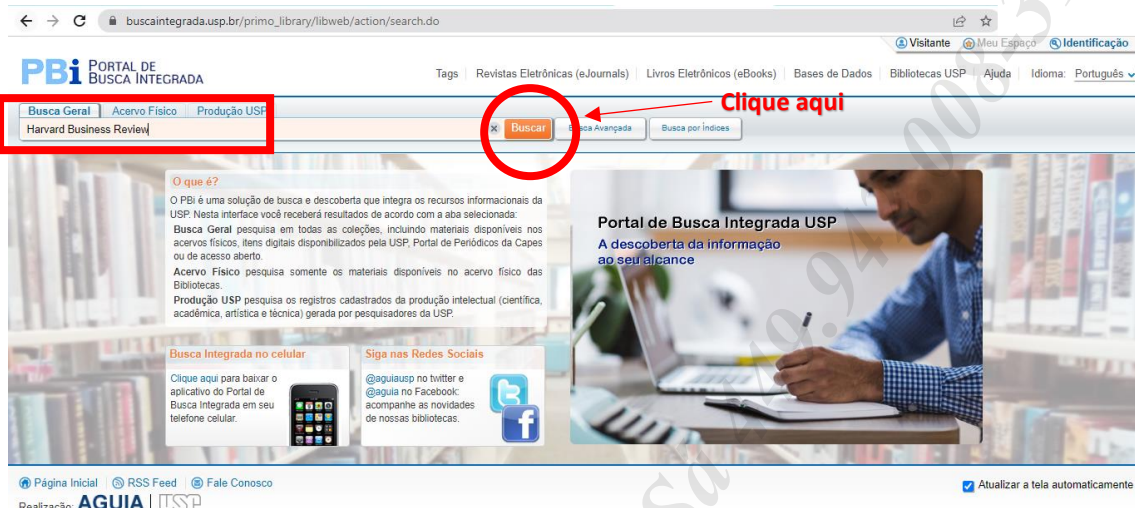 buscaintegrada.usp.br/primo_library/libweb/action/search.do
Visitante Meu Espaço Identificação
PBi PORTAL DE BUSCA INTEGRADA
Tags Revistas Eletrônicas (eJournals) Livros Eletrônicos (eBooks) Bases de Dados Bibliotecas USP Ajuda Idioma: Português
Busca Geral Acervo Físico Produção USP
Clique aqui
Harvard Business Review
Buscar Busca Avançada Busca por Índices
O que é?
O PBi é uma solução de busca e descoberta que integra os recursos informacionais da
USP. Nesta interface você receberá resultados de acordo com a aba selecionada:
Busca Geral pesquisa em todas as coleções, incluindo materiais disponíveis nos
acervos físicos, itens digitais disponibilizados pela USP, Portal de Periódicos da Capes
ou de acesso aberto.
Acervo Físico pesquisa somente os materiais disponíveis no acervo físico das
Bibliotecas.
Produção USP pesquisa os registros cadastrados da produção intelectual (científica,
acadêmica, artística e técnica) gerada por pesquisadores da USP.
Portal de Busca Integrada USP
A descoberta da informação
ao seu alcance
Busca Integrada no celular
Clique aqui para baixar o
aplicativo do Portal de
Busca Integrada em seu
telefone celular.
Siga nas Redes Sociais
@aguiausp no twitter e
@aguia no Facebook:
acompanhe as novidades
de nossas bibliotecas.
Página Inicial RSS Feed Fale Conosco
Atualizar a tela automaticamente
Realização: AGUIA USP